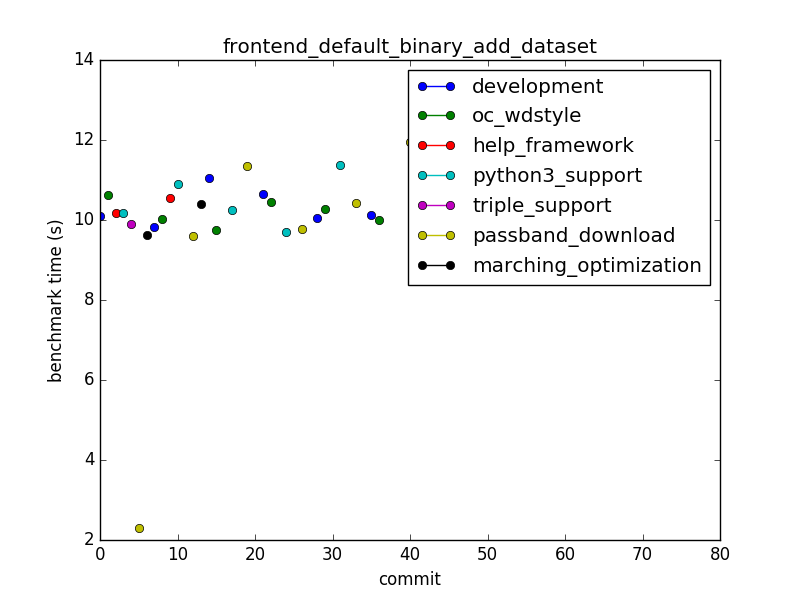 frontend_default_binary_add_dataset
14
12
10
8
6
4
2
benchmark time (s)
development
oc_wdstyle
help_framework
python3_support
triple_support
passband_download
marching_optimization
0 10 20 30 40 50 60 70 80
commit